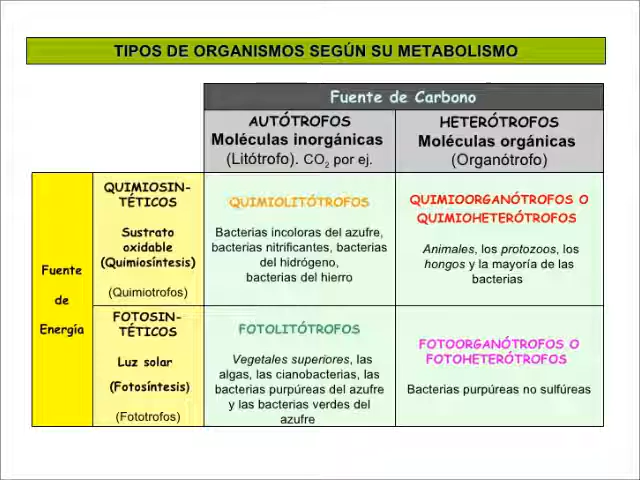 TIPOS DE ORGANISMOS SEGÚN SU METABOLISMO
Fuente de Carbono
AUTÓTROFOS
Moléculas inorgánicas
(Litótrofo). CO2 por ej.
HETERÓTROFOS
Moléculas orgánicas
(Organótrofo)
Fuente
de
Energía
QUIMIOSIN-
TÉTICOS
Sustrato
oxidable
(Quimiosíntesis)
(Quimiotrofos)
QUIMIOLITÓTROFOS
Bacterias incoloras del azufre,
bacterias nitrificantes, bacterias
del hidrógeno,
bacterias del hierro
QUIMIOORGANÓTROFOS O
QUIMIOHETERÓTROFOS
Animales, los protozoos, los
hongos y la mayoría de las
bacterias
FOTOSIN-
TÉTICOS
Luz solar
(Fotosíntesis)
(Fototrofos)
FOTOLITÓTROFOS
Vegetales superiores, las
algas, las cianobacterias, las
bacterias purpúreas del azufre
y las bacterias verdes del
azufre
FOTOORGANÓTROFOS O
FOTOHETERÓTROFOS
Bacterias purpúreas no sulfúreas